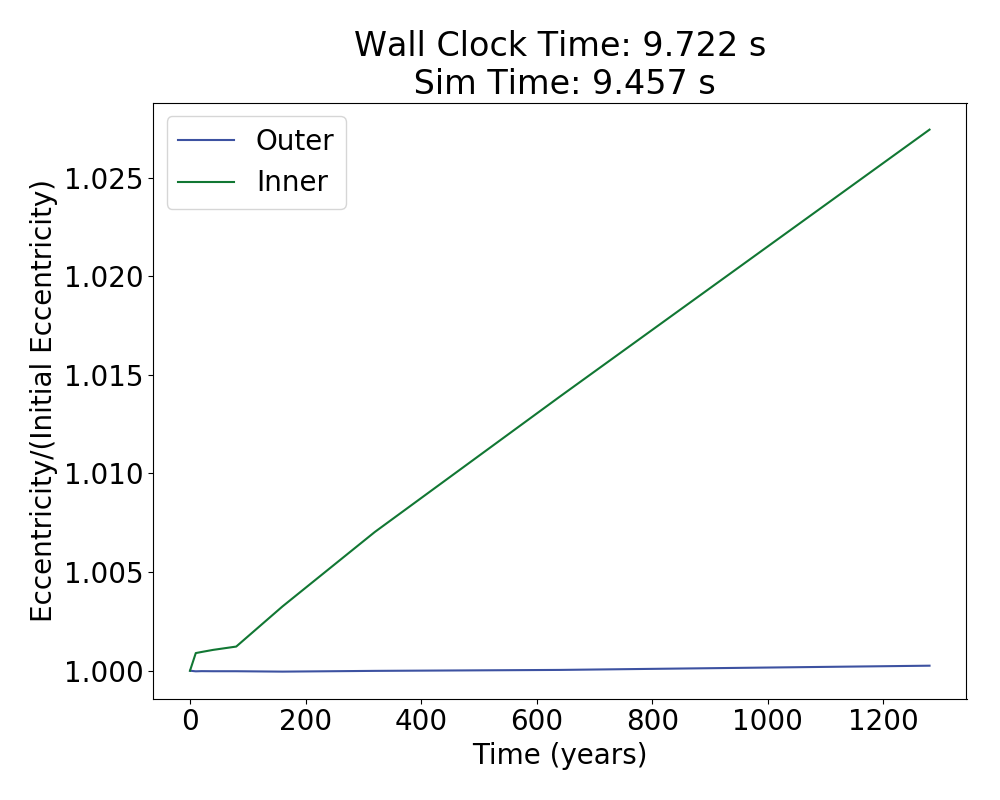 Wall Clock Time: 9.722 s
Sim Time: 9.457 s
Outer
Inner
Eccentricity/(Initial Eccentricity)
1.025
1.020
1.015
1.010
1.005
1.000
0 200 400 600 800 1000 1200
Time (years)